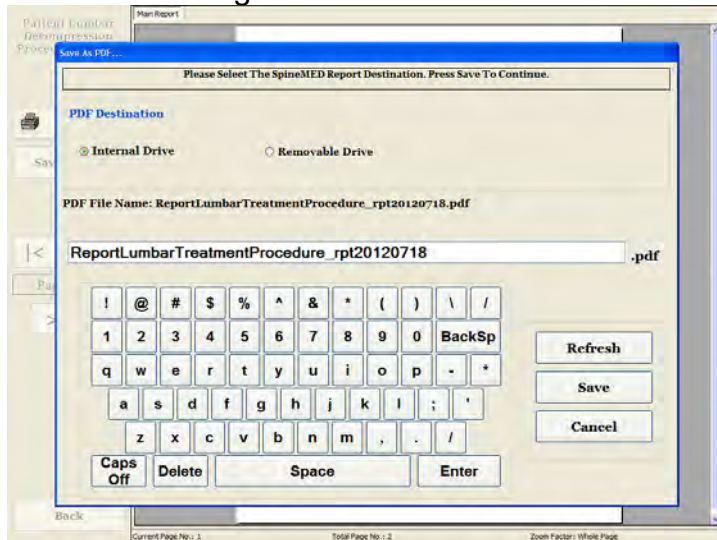 Main Report
Patient Lumbar
Decompression
Save As PDF...
Please Select The SpineMED Report Destination. Press Save To Continue.
PDF Destination
Internal Drive
Removable Drive
PDF File Name: ReportLumbarTreatmentProcedure_rpt20120718.pdf
ReportLumbarTreatmentProcedure_rpt20120718 .pdf
! @ # $ % ^ & * ( ) \ /
1 2 3 4 5 6 7 8 9 0 BackSp
q w e r t y u i o p - *
a s d f g h j k l ; '
z x c v b n m , . /
Caps Off Delete Space Enter
Refresh
Save
Cancel
|<
>
Back
Current Page No.: 1 Total Page No.: 2 Zoom Factor: Whole Page